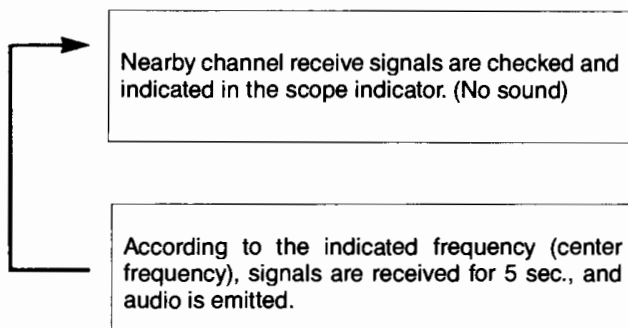 Nearby channel receive signals are checked and
indicated in the scope indicator. (No sound)
According to the indicated frequency (center
frequency), signals are received for 5 sec., and
audio is emitted.